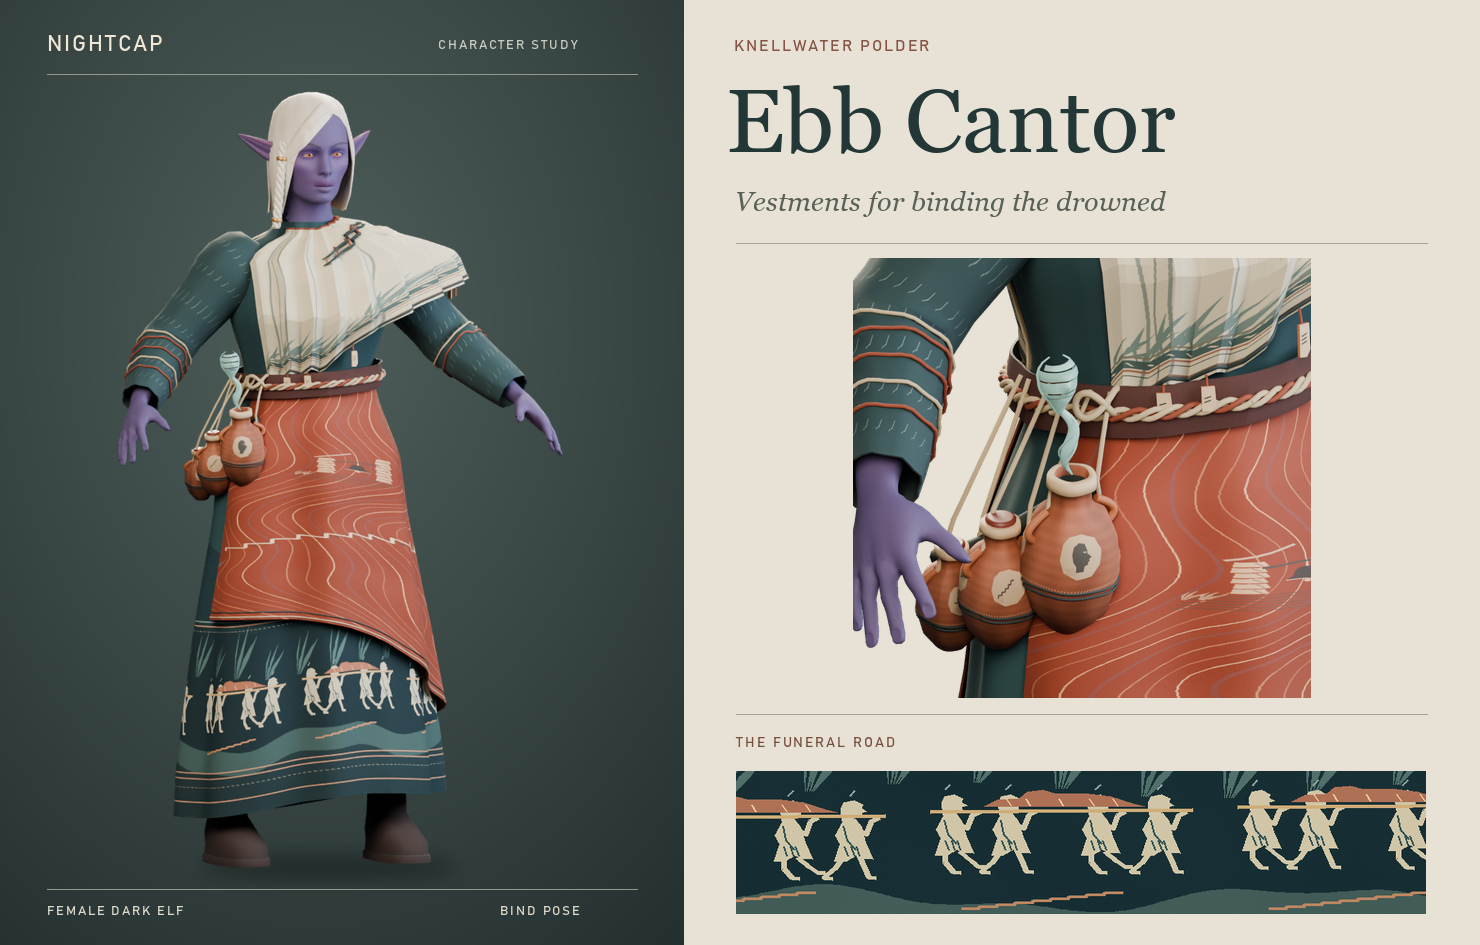 NIGHTCAP
CHARACTER STUDY
FEMALE DARK ELF
BIND POSE
KNELLWATER POLDER
Ebb Cantor
Vestments for binding the drowned
THE FUNERAL ROAD